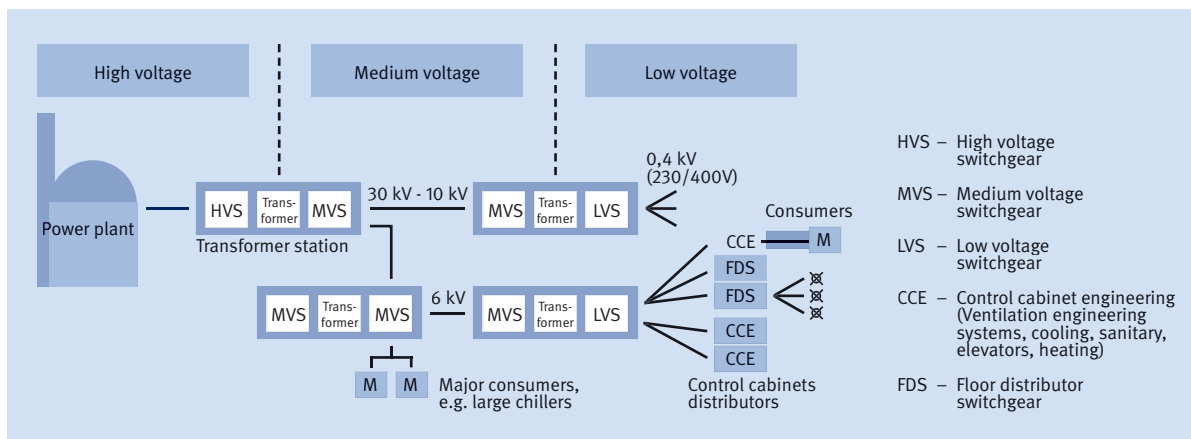 High voltage
Medium voltage
Low voltage
Power plant
HVS
Trans-
former
MVS
Transformer station
30 kV - 10 kV
MVS
Trans-
former
LVS
0,4 kV
(230/400V)
MVS
Trans-
former
MVS
6 kV
MVS
Trans-
former
LVS
M
M
Major consumers,
e.g. large chillers
Consumers
CCE
M
FDS
FDS
CCE
CCE
Control cabinets
distributors
HVS – High voltage
switchgear
MVS – Medium voltage
switchgear
LVS – Low voltage
switchgear
CCE – Control cabinet engineering
(Ventilation engineering
systems, cooling, sanitary,
elevators, heating)
FDS – Floor distributor
switchgear